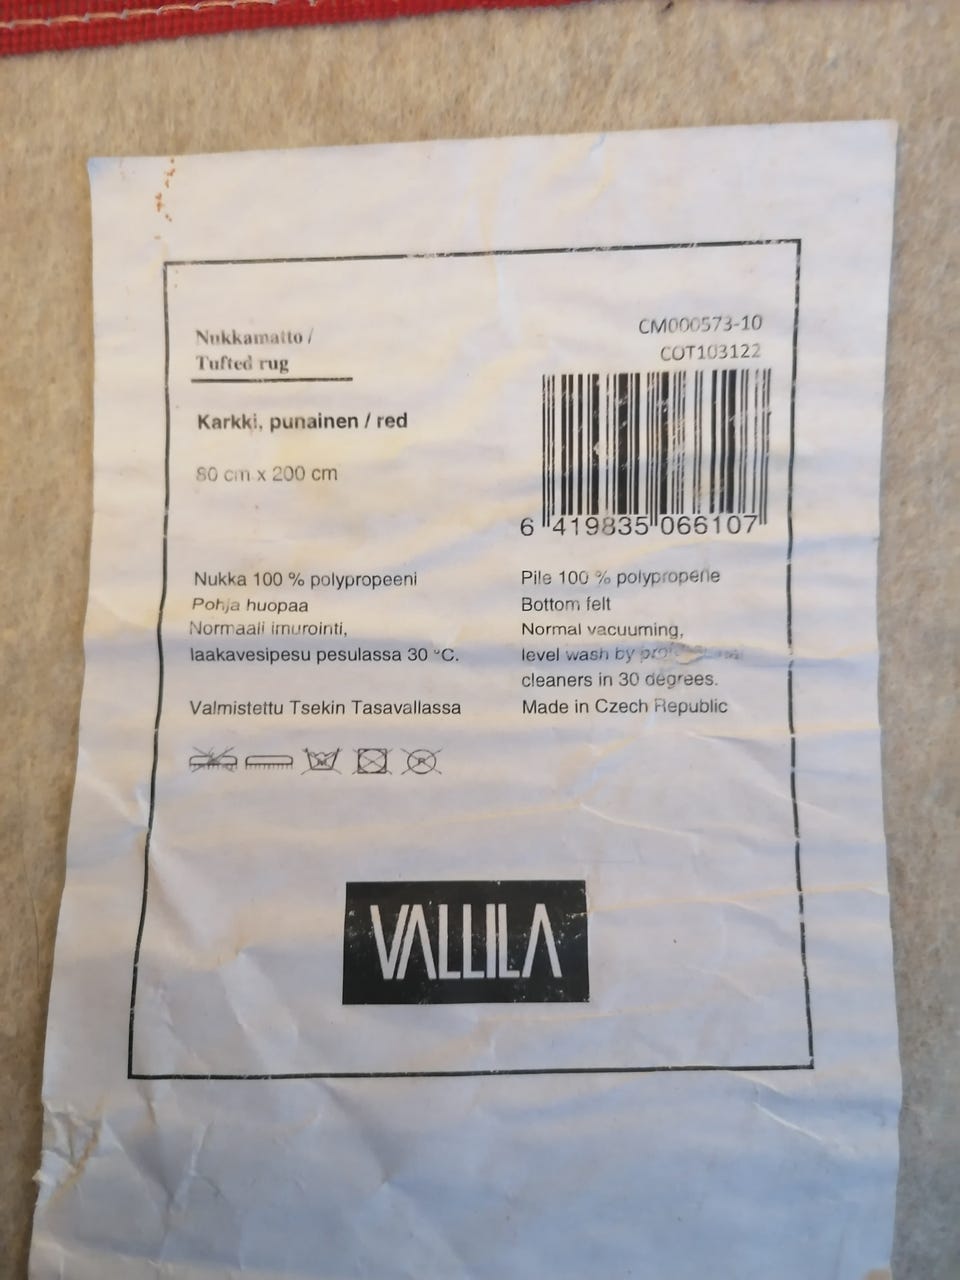 Nukkamatto /
Tufted rug
CM000573-10
COT103122
Karkki, punainen / red
80 cm x 200 cm
6 419835 066107
Nukka 100 % polypropeeni
Pohja huopaa
Normaali imurointi,
laakavesipesu pesulassa 30 °C.
Valmistettu Tsekin Tasavallassa
Pile 100 % polypropene
Bottom felt
Normal vacuuming,
level wash by
cleaners in 30 degrees.
Made in Czech Republic
P
VALLILA